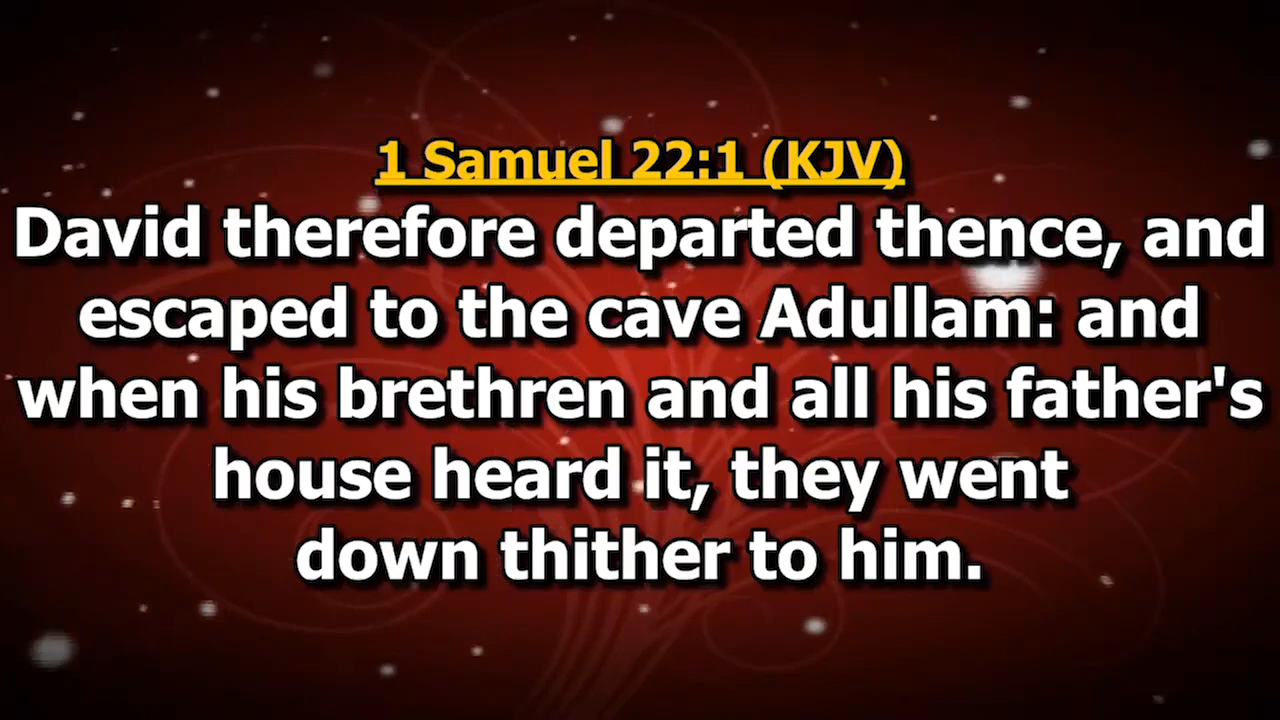 1 Samuel 22:1 (KJV)
David therefore departed thence, and
escaped to the cave Adullam: and
when his brethren and all his father's
house heard it, they went
down thither to him.